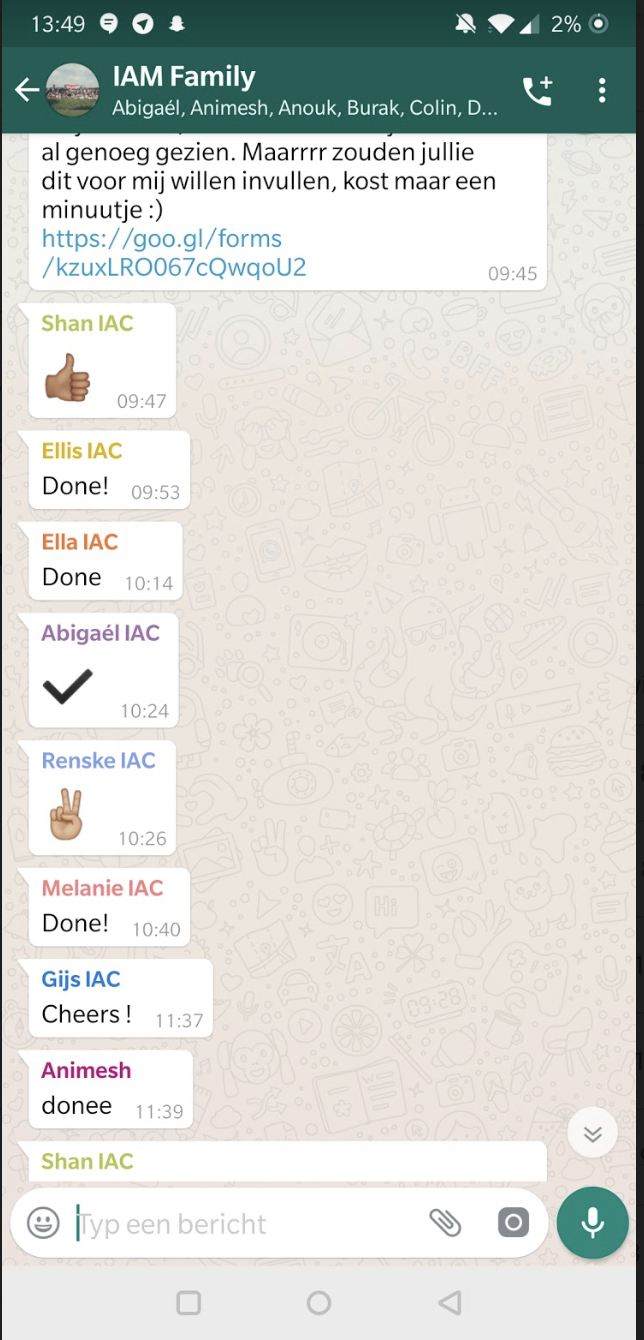 13:49
2%
IAM Family
Abigaél, Animesh, Anouk, Burak, Colin, D...
al genoeg gezien. Maarrrr zouden jullie
dit voor mij willen invullen, kost maar een
minuutje :)
https://goo.gl/forms
/kzuxLRO067cQwqoU2
09:45
Shan IAC
09:47
Ellis IAC
Done! 09:53
Ella IAC
Done 10:14
Abigaél IAC
10:24
Renske IAC
10:26
Melanie IAC
Done! 10:40
Gijs IAC
Cheers ! 11:37
Animesh
donee 11:39
Shan IAC
Typ een bericht